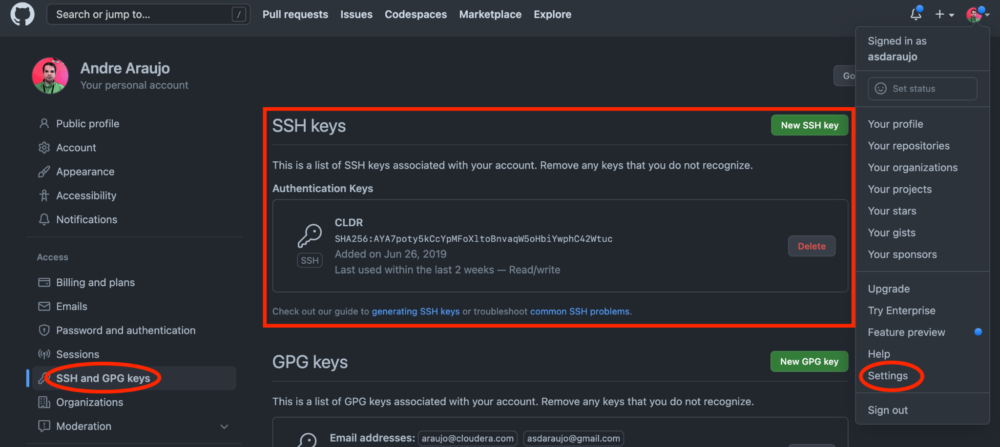 Search or jump to...
/
Pull requests
Issues
Codespaces
Marketplace
Explore
Signed in as
asdaraujo
Set status
Your profile
Your repositories
Your organizations
Your projects
Your stars
Your gists
Your sponsors
Upgrade
Try Enterprise
Feature preview
Help
Settings
Sign out
Andre Araujo
Your personal account
Go
Public profile
Account
Appearance
Accessibility
Notifications
Access
Billing and plans
Emails
Password and authentication
Sessions
SSH and GPG keys
Organizations
Moderation
SSH keys
New SSH key
This is a list of SSH keys associated with your account. Remove any keys that you do not recognize.
Authentication Keys
CLDR
SHA256:AYA7poty5kCcYpMFoXltoBnvaqW5oHbiYwphC42Wtuc
Added on Jun 26, 2019
Last used within the last 2 weeks — Read/write
SSH
Delete
Check out our guide to generating SSH keys or troubleshoot common SSH problems.
GPG keys
New GPG key
This is a list of GPG keys associated with your account. Remove any keys that you do not recognize.
Email addresses: araujo@cloudera.com asdaraujo@gmail.com